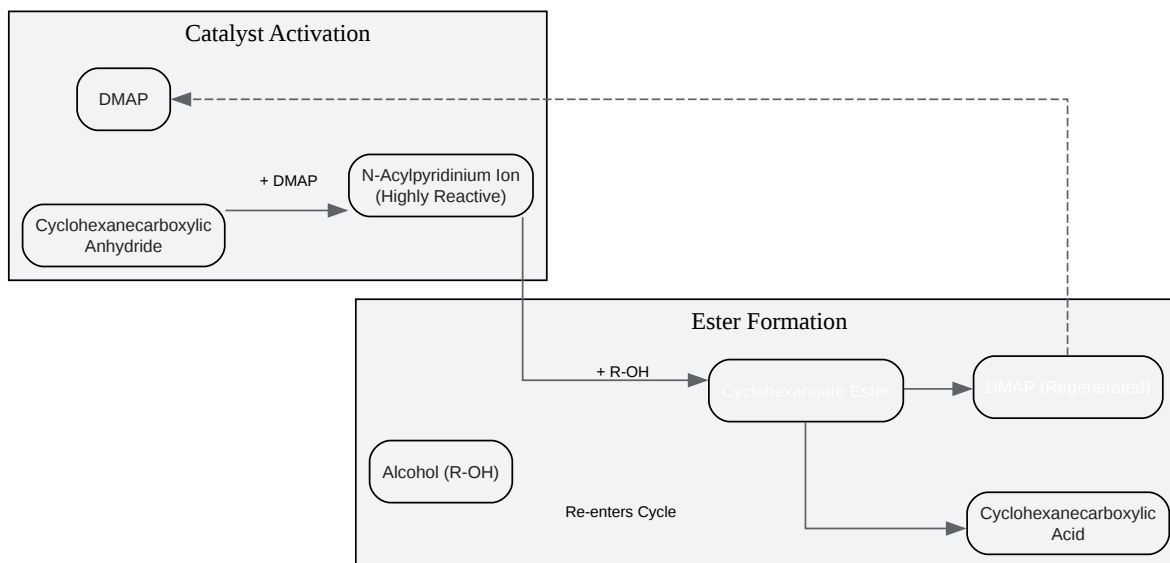 Catalyst Activation
DMAP
N-Acylpyridinium Ion
(Highly Reactive)
+ DMAP
Cyclohexanecarboxylic
Anhydride
Ester Formation
+ R-OH
Cyclohexanoate Ester
DMAP (Regenerated)
Alcohol (R-OH)
Re-enters Cycle
Cyclohexanecarboxylic
Acid